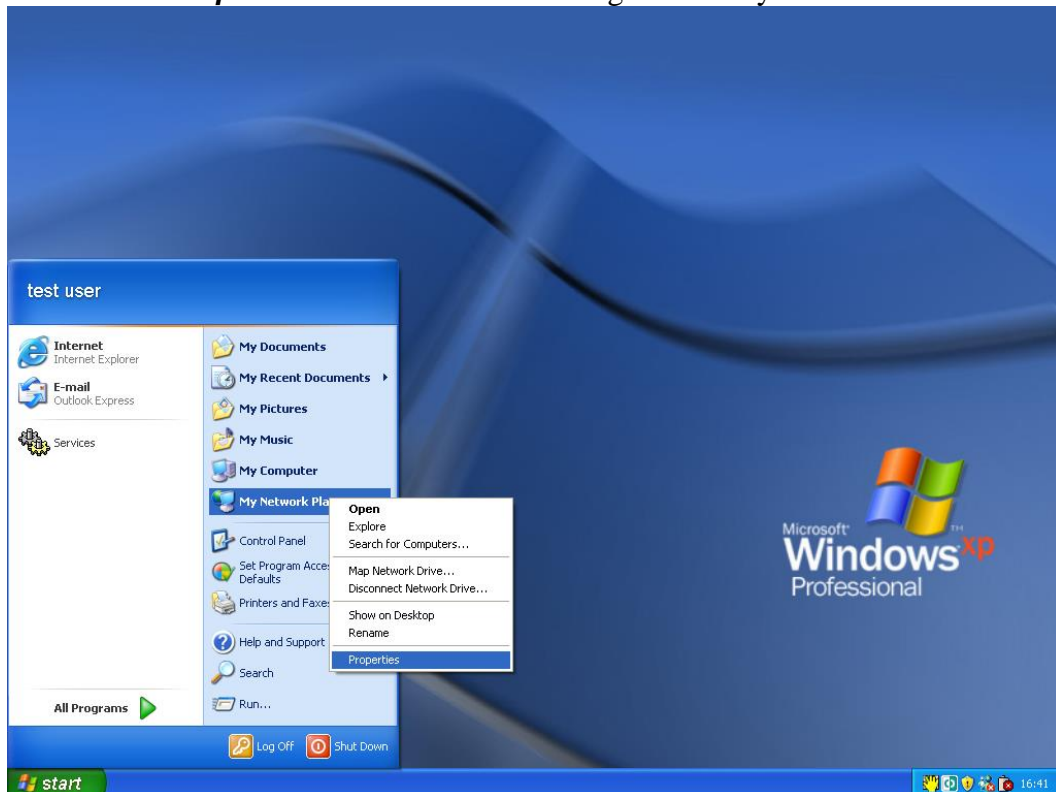 test user
Internet
Internet Explorer
E-mail
Outlook Express
Services
All Programs
My Documents
My Recent Documents
My Pictures
My Music
My Computer
My Network Pla
Control Panel
Set Program Acce
Defaults
Printers and Faxe
Help and Support
Search
Run...
Open
Explore
Search for Computers...
Map Network Drive...
Disconnect Network Drive...
Show on Desktop
Rename
Properties
Log Off
Shut Down
Microsoft
Windows xp
Professional
start
16:41